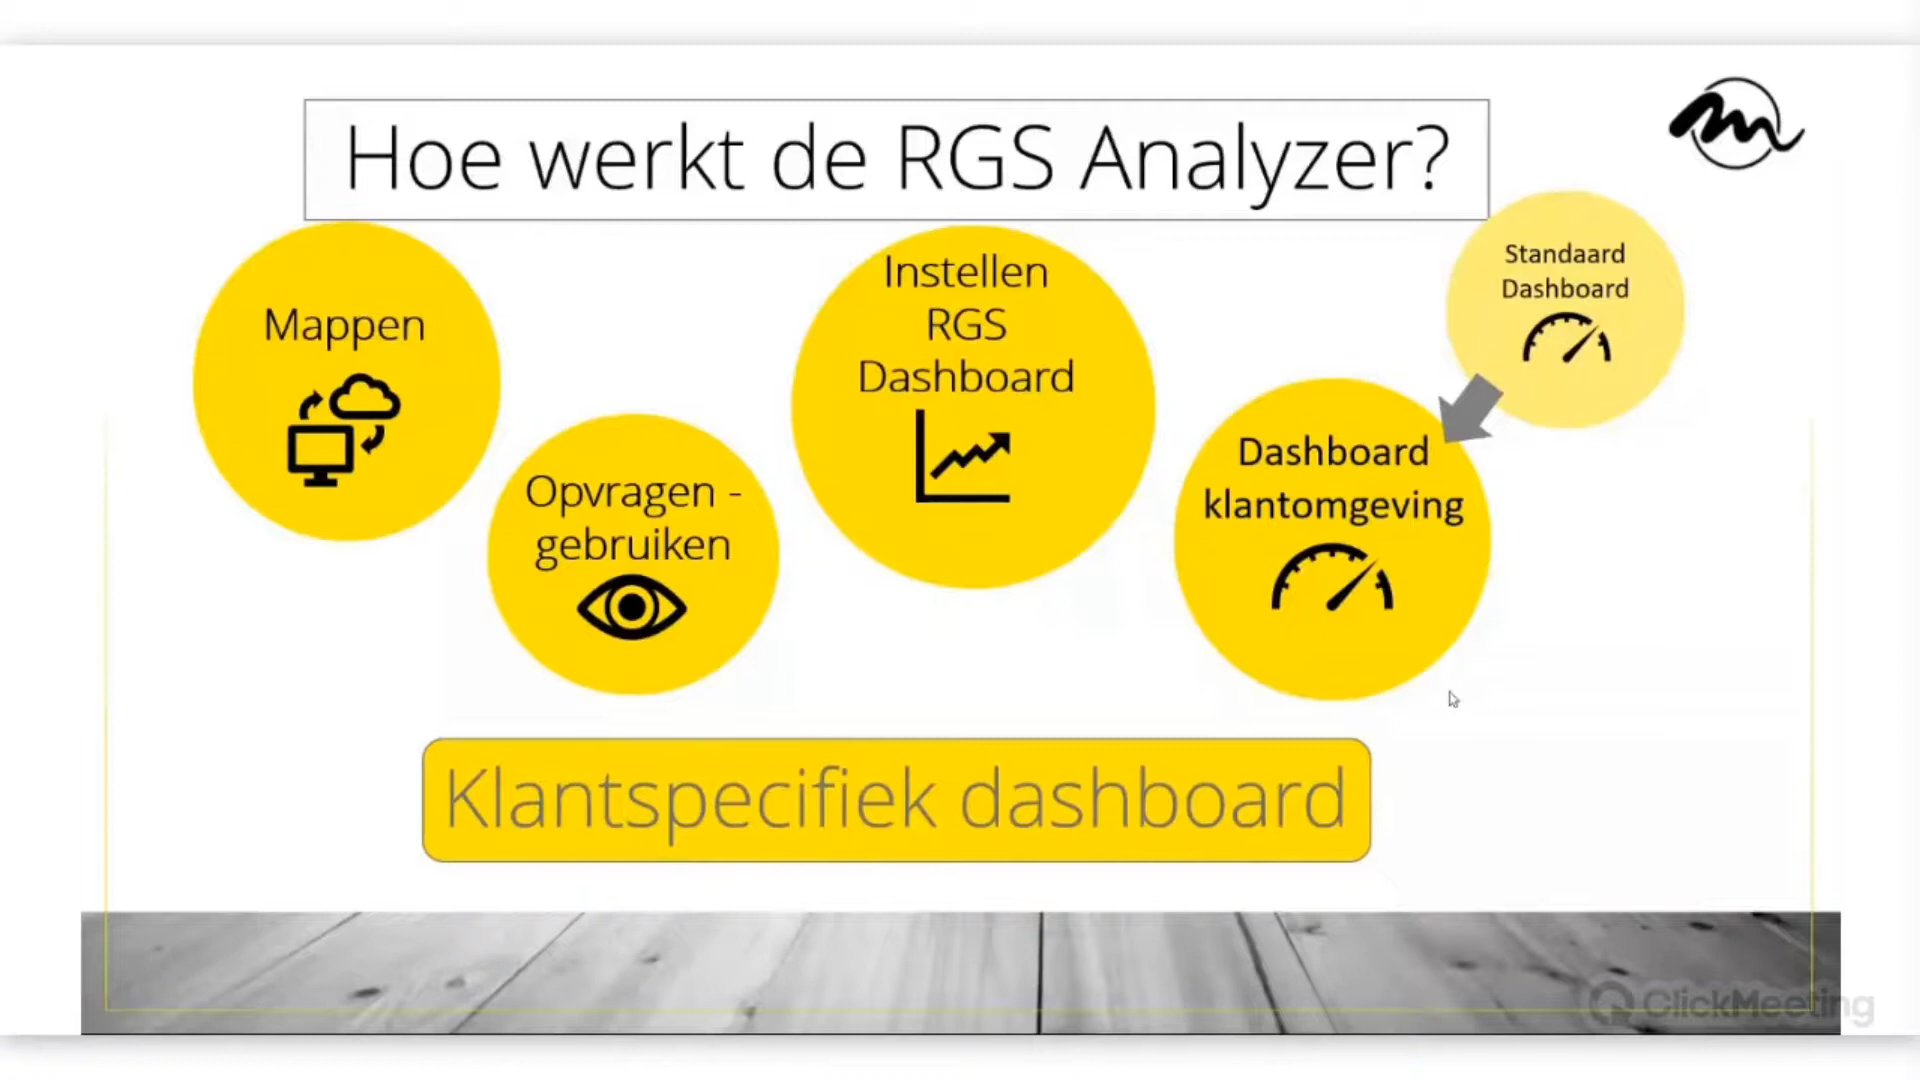 Hoe werkt de RGS Analyzer?
Mappen
Opvragen -
gebruiken
Instellen
RGS
Dashboard
Standaard
Dashboard
Dashboard
klantomgeving
Klantspecifiek dashboard
ClickMeeting